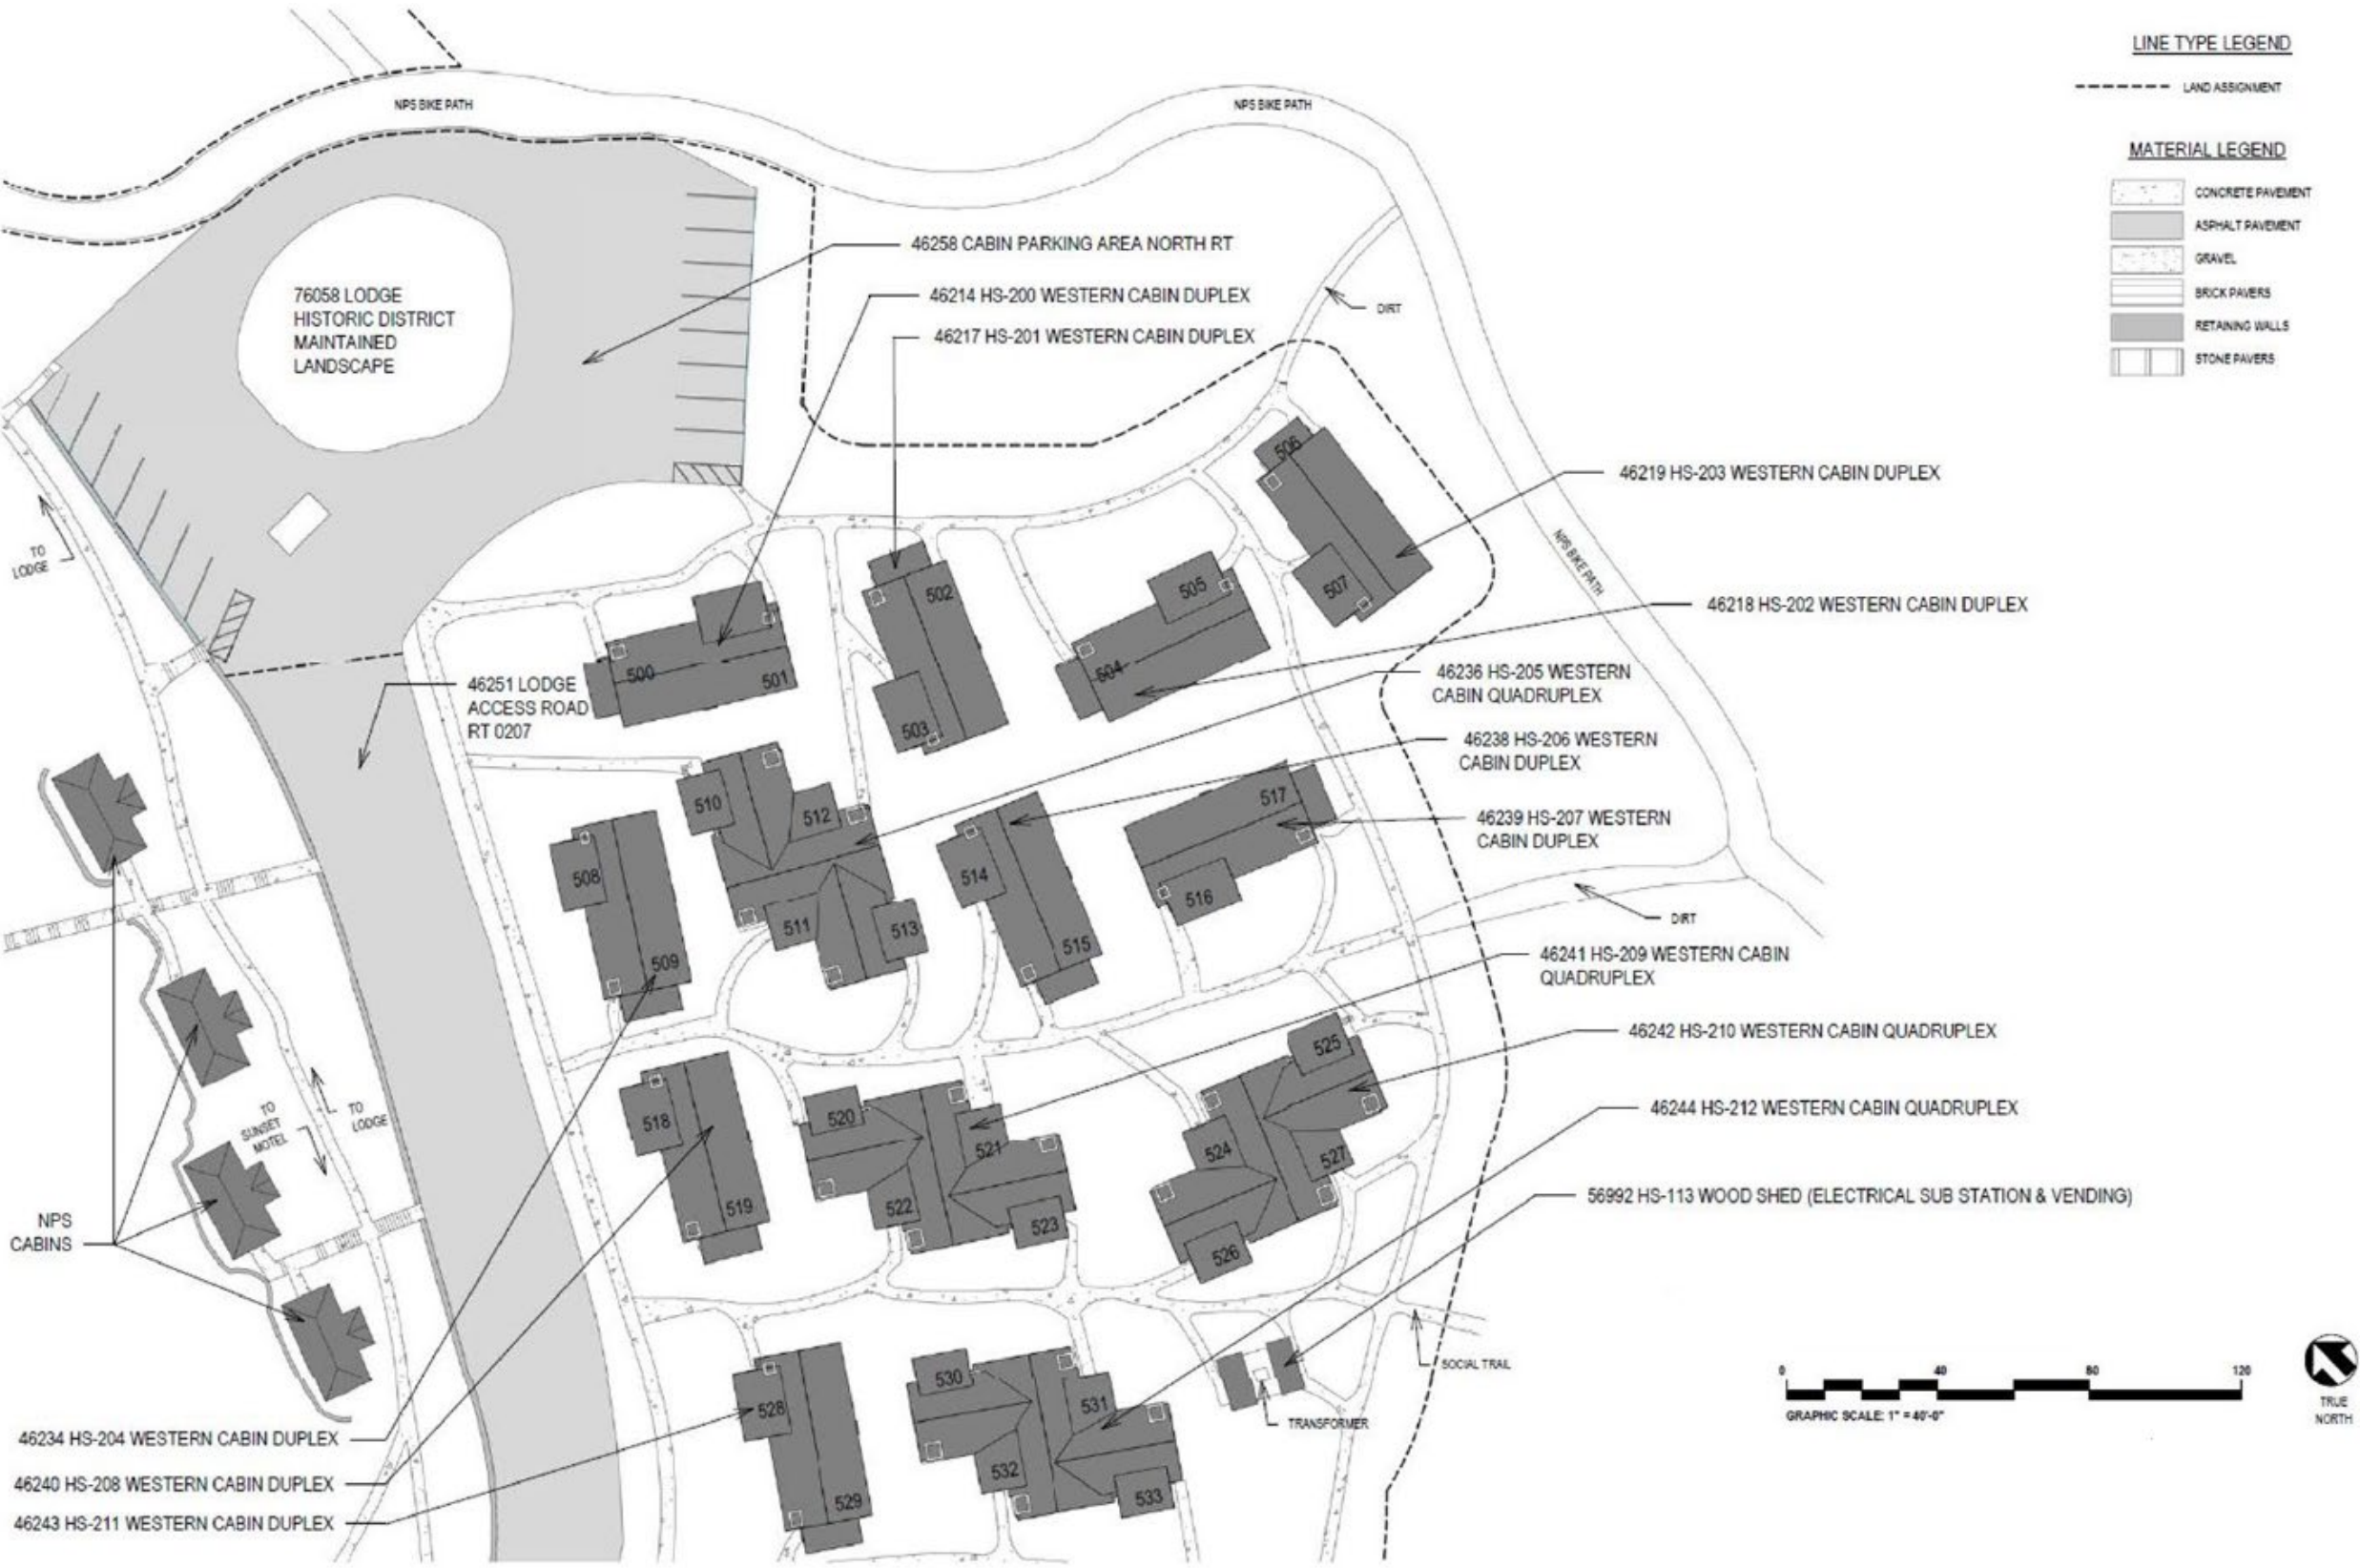 LINE TYPE LEGEND
LAND ASSIGNMENT
MATERIAL LEGEND
CONCRETE PAVEMENT
ASPHALT PAVEMENT
GRAVEL
BRICK PAVERS
RETAINING WALLS
STONE PAVERS
NPS BIKE PATH
NPS BIKE PATH
46258 CABIN PARKING AREA NORTH RT
76058 LODGE
HISTORIC DISTRICT
MAINTAINED
LANDSCAPE
46214 HS-200 WESTERN CABIN DUPLEX
46217 HS-201 WESTERN CABIN DUPLEX
DIRT
506
46219 HS-203 WESTERN CABIN DUPLEX
TO
LODGE
NPS BIKE PATH
507
505
502
46218 HS-202 WESTERN CABIN DUPLEX
504
500
501
503
46251 LODGE
ACCESS ROAD
RT 0207
46236 HS-205 WESTERN
CABIN QUADRUPLEX
46238 HS-206 WESTERN
CABIN DUPLEX
510
512
517
46239 HS-207 WESTERN
CABIN DUPLEX
508
514
516
511
513
515
509
DIRT
46241 HS-209 WESTERN CABIN
QUADRUPLEX
46242 HS-210 WESTERN CABIN QUADRUPLEX
525
46244 HS-212 WESTERN CABIN QUADRUPLEX
TO
SUNSET
MOTEL
TO
LODGE
518
520
521
524
527
519
522
523
526
56992 HS-113 WOOD SHED (ELECTRICAL SUB STATION & VENDING)
NPS
CABINS
SOCIAL TRAIL
TRANSFORMER
528
530
531
532
533
529
46234 HS-204 WESTERN CABIN DUPLEX
46240 HS-208 WESTERN CABIN DUPLEX
46243 HS-211 WESTERN CABIN DUPLEX
0 40 80 120
GRAPHIC SCALE: 1" = 40'-0"
TRUE
NORTH